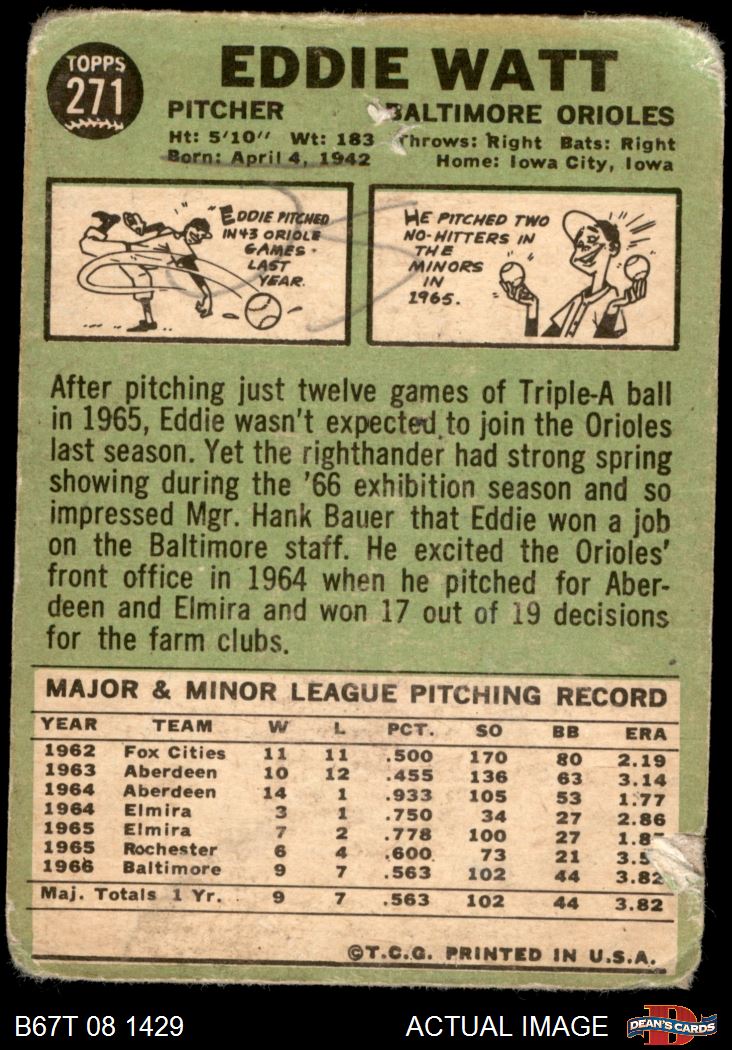 TOPPS
271
EDDIE WATT
PITCHER BALTIMORE ORIOLES
Ht: 5'10" Wt: 183 Throws: Right Bats: Right
Born: April 4, 1942 Home: Iowa City, Iowa
"EDDIE PITCHED
IN 43 ORIOLE
GAMES
LAST
YEAR.
HE PITCHED TWO
NO-HITTERS IN
THE
MINORS
IN
1965.
After pitching just twelve games of Triple-A ball
in 1965, Eddie wasn't expected to join the Orioles
last season. Yet the righthander had strong spring
showing during the '66 exhibition season and so
impressed Mgr. Hank Bauer that Eddie won a job
on the Baltimore staff. He excited the Orioles'
front office in 1964 when he pitched for Aber-
deen and Elmira and won 17 out of 19 decisions
for the farm clubs.
MAJOR & MINOR LEAGUE PITCHING RECORD
YEAR TEAM W L PCT. SO BB ERA
1962 Fox Cities 11 11 .500 170 80 2.19
1963 Aberdeen 10 12 .455 136 63 3.14
1964 Aberdeen 14 1 .933 105 53 1.77
1964 Elmira 3 1 .750 34 27 2.86
1965 Elmira 7 2 .778 100 27
1965 Rochester 6 4 .600 73 21
1966 Baltimore 9 7 .563 102 44 3.82
Maj. Totals 1 Yr. 9 7 .563 102 44 3.82
©T.C.G. PRINTED IN U.S.A.
B67T 08 1429 ACTUAL IMAGE DEAN'S CARDS